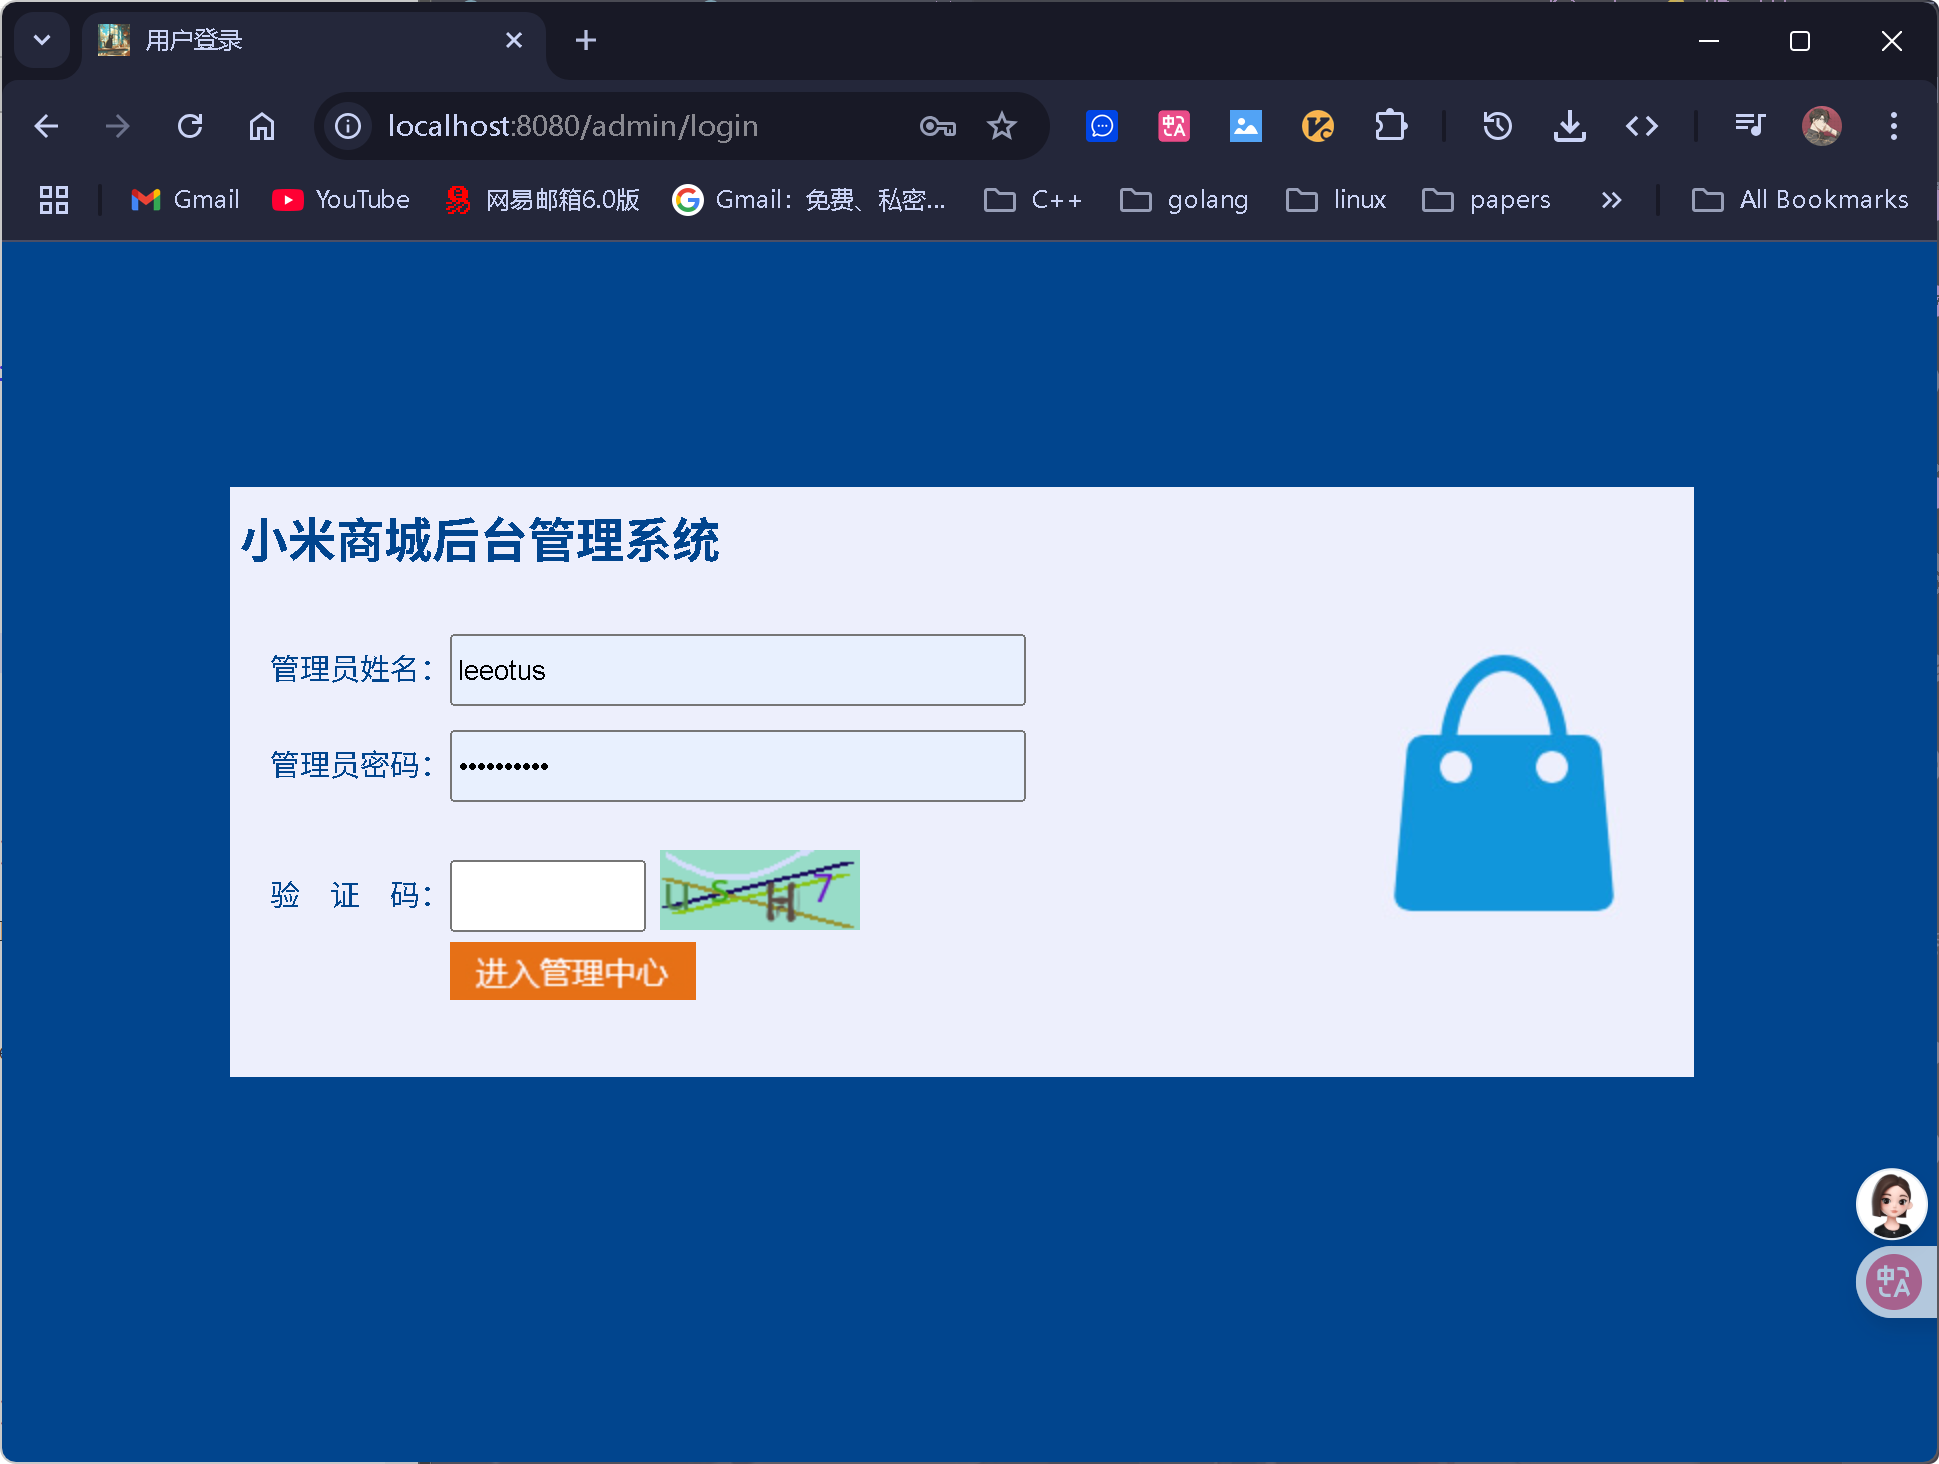 用户登录
localhost:8080/admin/login
Gmail YouTube 网易邮箱6.0版 Gmail：免费、私密... C++ golang linux papers All Bookmarks
小米商城后台管理系统
管理员姓名： leeotus
管理员密码： ••••••••••
验 证 码： U S H 7
进入管理中心